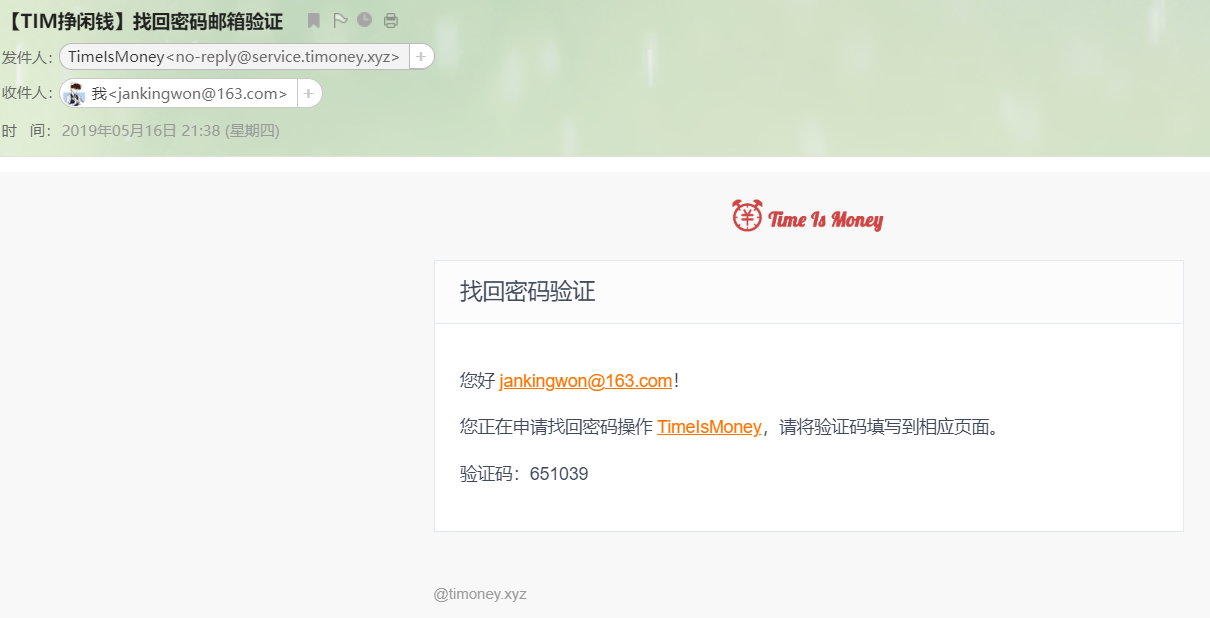 【TIM挣闲钱】找回密码邮箱验证
发件人： TimeIsMoney<no-reply@service.timoney.xyz> +
收件人： 我<jankingwon@163.com> +
时 间： 2019年05月16日 21:38 (星期四)
Time Is Money
找回密码验证
您好 jankingwon@163.com！
您正在申请找回密码操作 TimeIsMoney，请将验证码填写到相应页面。
验证码：651039
@timoney.xyz